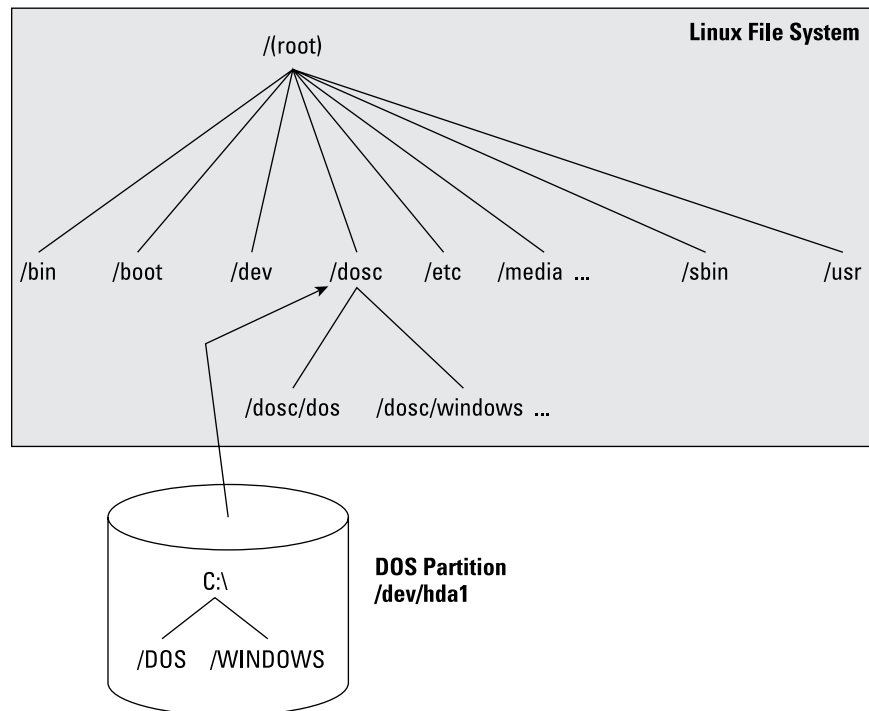 Linux File System
/(root)
/bin /boot /dev /dosc /etc /media ... /sbin /usr
/dosc/dos /dosc/windows ...
DOS Partition
/dev/hda1
C:\
/DOS /WINDOWS